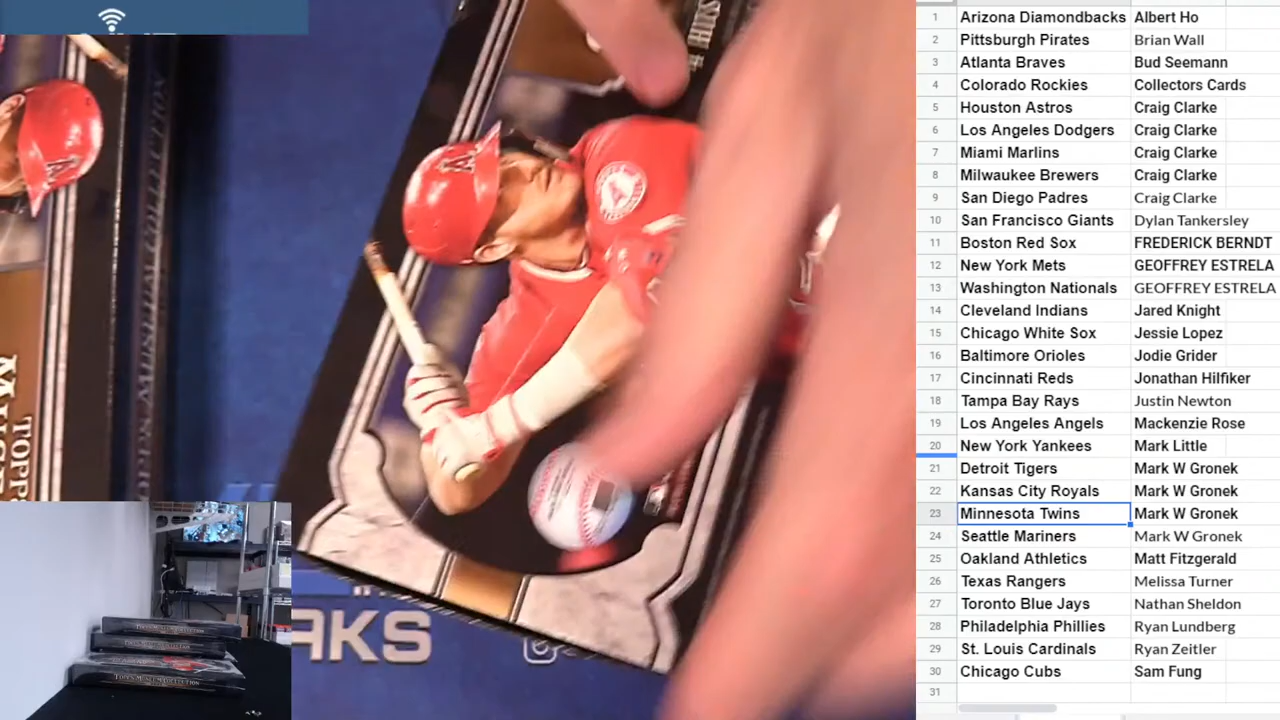 1 Arizona Diamondbacks Albert Ho
2 Pittsburgh Pirates Brian Wall
3 Atlanta Braves Bud Seemann
4 Colorado Rockies Collectors Cards
5 Houston Astros Craig Clarke
6 Los Angeles Dodgers Craig Clarke
7 Miami Marlins Craig Clarke
8 Milwaukee Brewers Craig Clarke
9 San Diego Padres Craig Clarke
10 San Francisco Giants Dylan Tankersley
11 Boston Red Sox FREDERICK BERNDT
12 New York Mets GEOFFREY ESTRELA
13 Washington Nationals GEOFFREY ESTRELA
14 Cleveland Indians Jared Knight
15 Chicago White Sox Jessie Lopez
16 Baltimore Orioles Jodie Grider
17 Cincinnati Reds Jonathan Hilfiker
18 Tampa Bay Rays Justin Newton
19 Los Angeles Angels Mackenzie Rose
20 New York Yankees Mark Little
21 Detroit Tigers Mark W Gronek
22 Kansas City Royals Mark W Gronek
23 Minnesota Twins Mark W Gronek
24 Seattle Mariners Mark W Gronek
25 Oakland Athletics Matt Fitzgerald
26 Texas Rangers Melissa Turner
27 Toronto Blue Jays Nathan Sheldon
28 Philadelphia Phillies Ryan Lundberg
29 St. Louis Cardinals Ryan Zeitler
30 Chicago Cubs Sam Fung
31
TOPPS MUSEUM COLLECTION
AKS
A
A
A